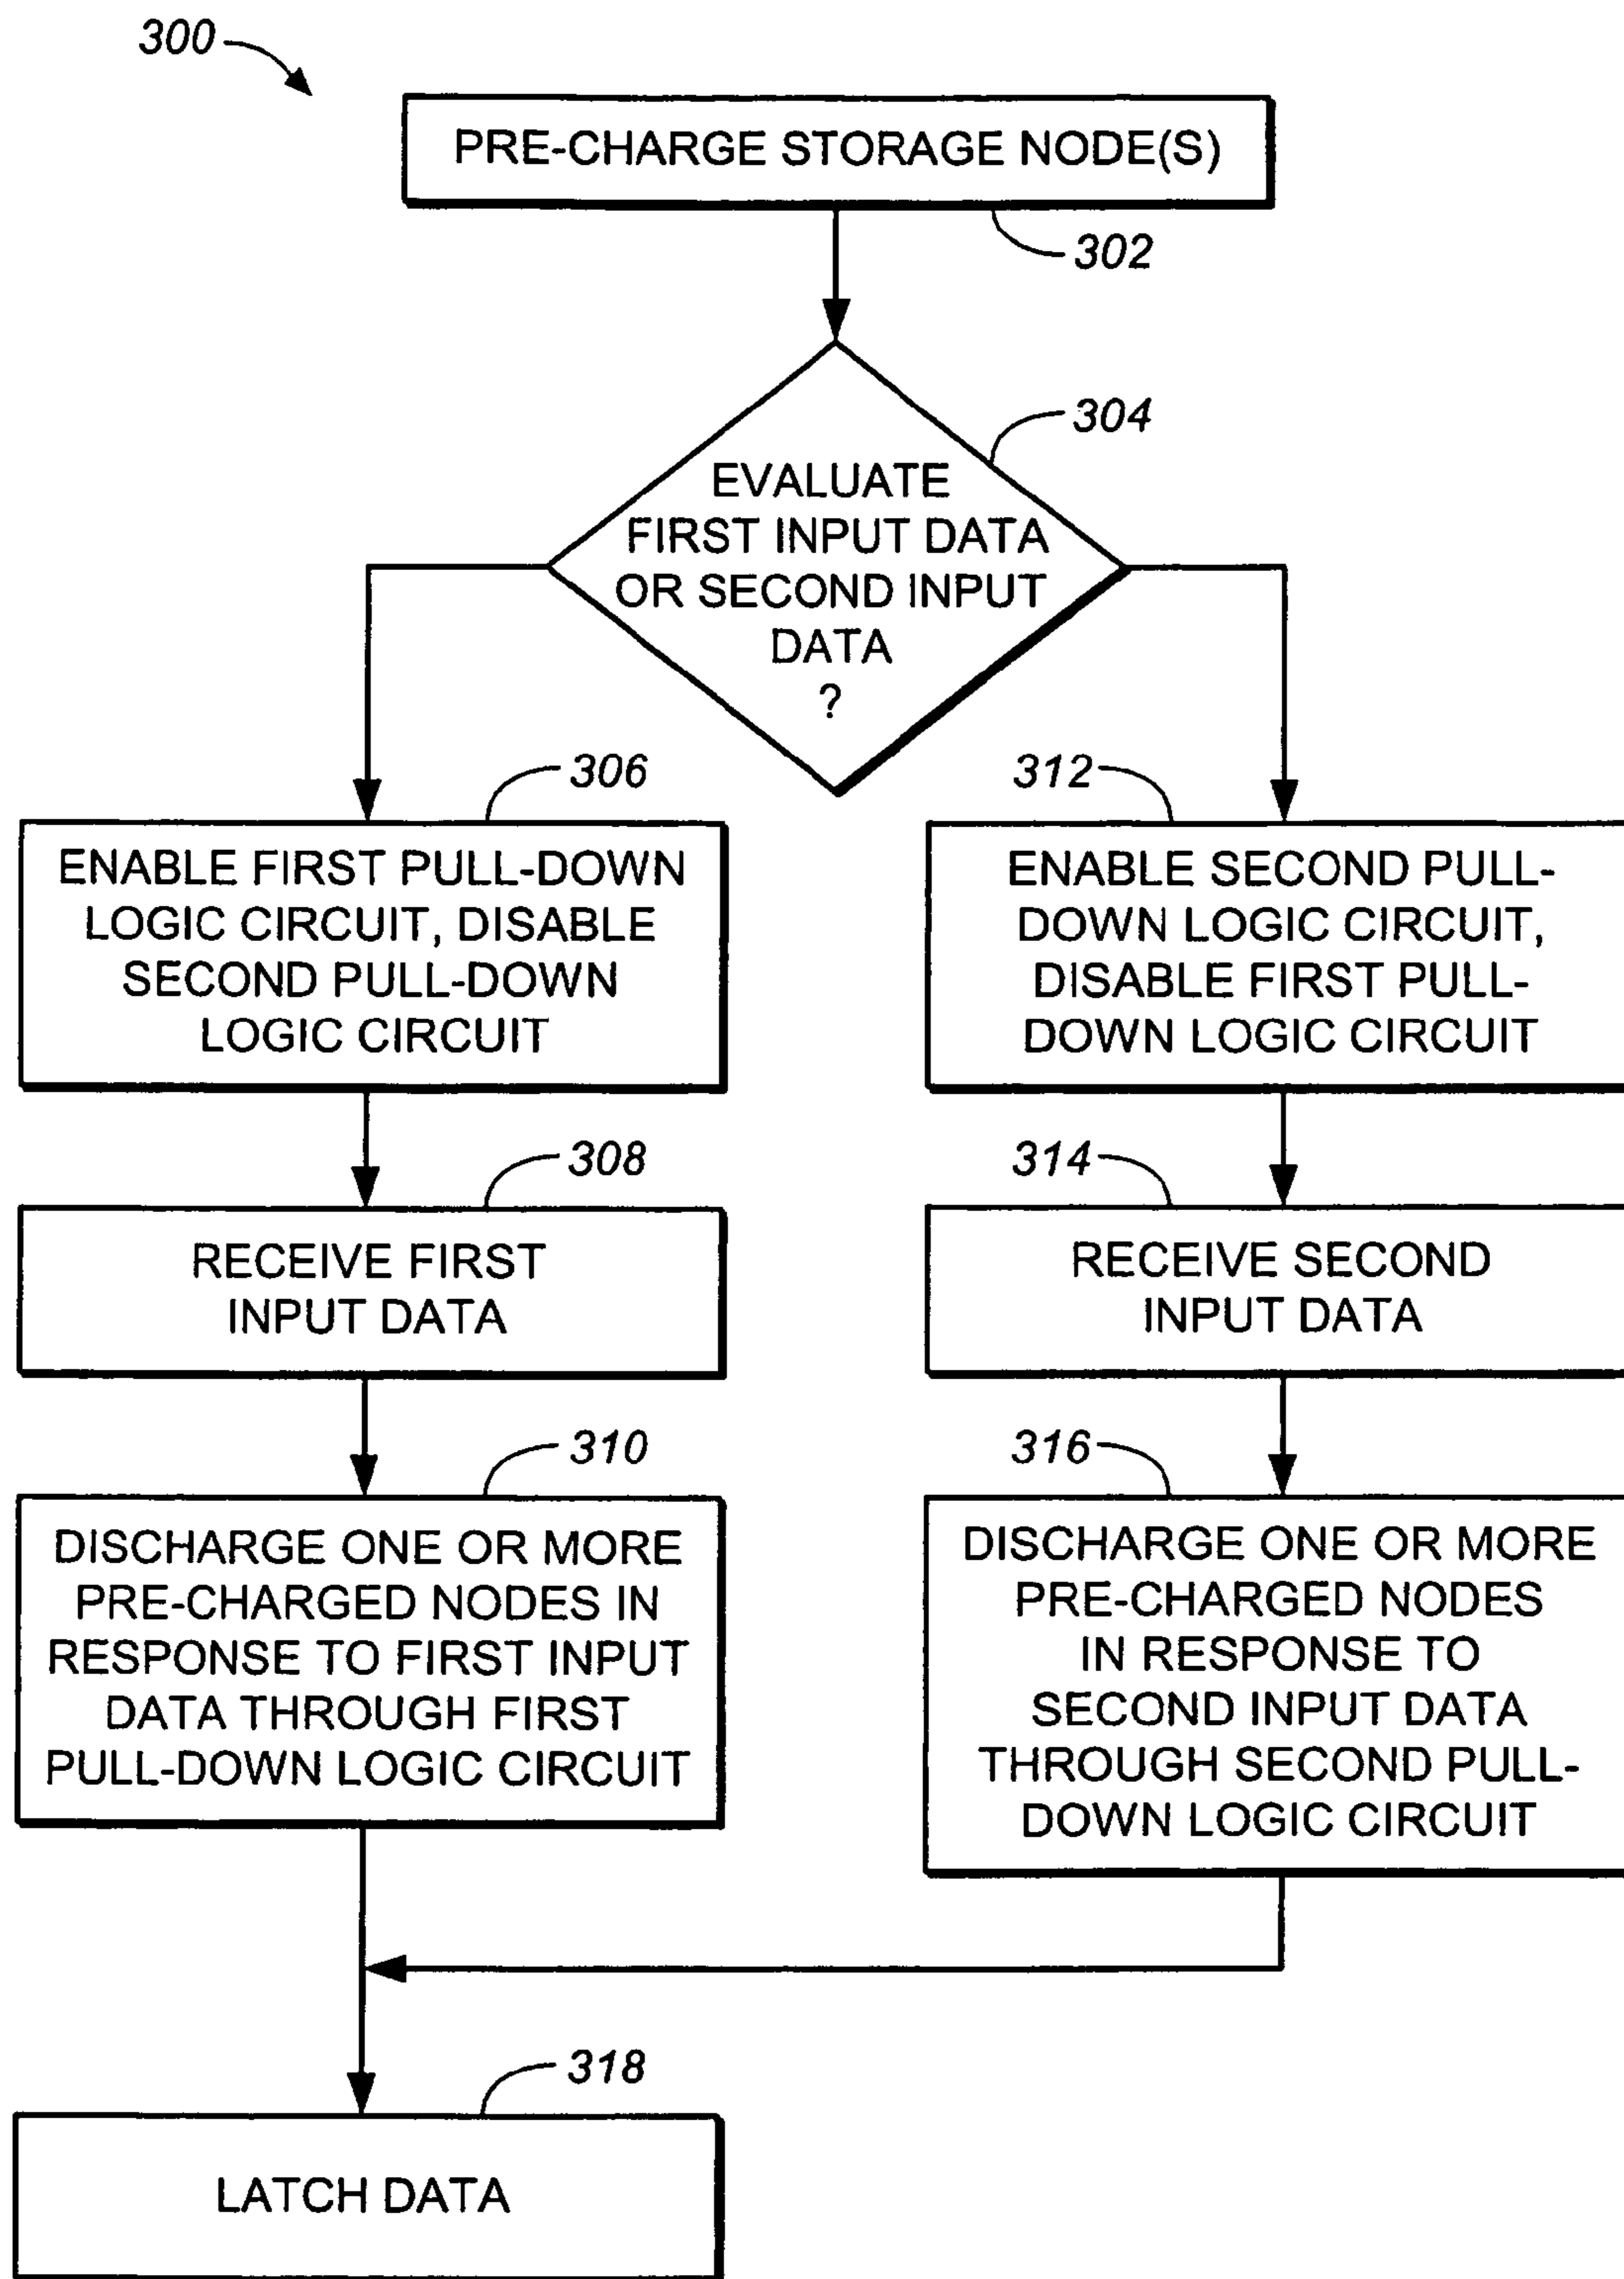 300
PRE-CHARGE STORAGE NODE(S)
302
304
EVALUATE
FIRST INPUT DATA
OR SECOND INPUT
DATA
?
306
ENABLE FIRST PULL-DOWN
LOGIC CIRCUIT, DISABLE
SECOND PULL-DOWN
LOGIC CIRCUIT
308
RECEIVE FIRST
INPUT DATA
310
DISCHARGE ONE OR MORE
PRE-CHARGED NODES IN
RESPONSE TO FIRST INPUT
DATA THROUGH FIRST
PULL-DOWN LOGIC CIRCUIT
312
ENABLE SECOND PULL-
DOWN LOGIC CIRCUIT,
DISABLE FIRST PULL-
DOWN LOGIC CIRCUIT
314
RECEIVE SECOND
INPUT DATA
316
DISCHARGE ONE OR MORE
PRE-CHARGED NODES
IN RESPONSE TO
SECOND INPUT DATA
THROUGH SECOND PULL-
DOWN LOGIC CIRCUIT
318
LATCH DATA